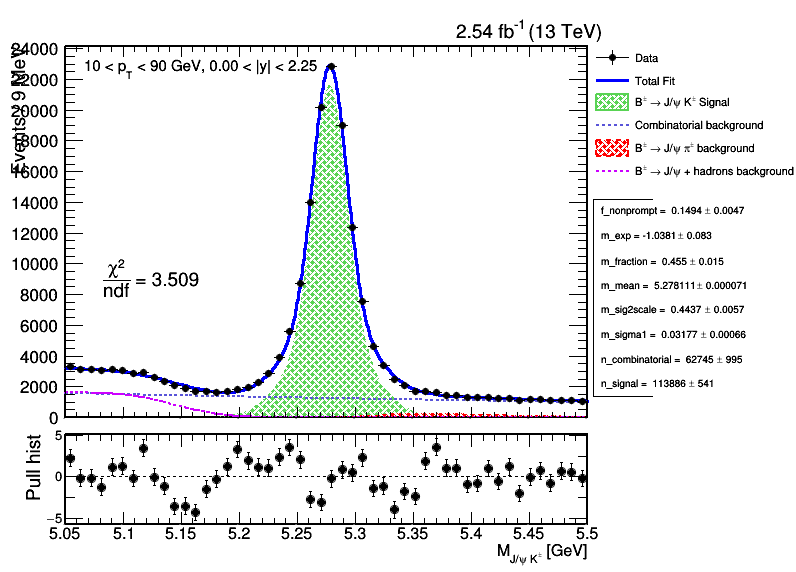 2.54 fb⁻¹ (13 TeV)
Events / 9 MeV
24000
22000
20000
18000
16000
14000
12000
10000
8000
6000
4000
2000
0
10 < p_T < 90 GeV, 0.00 < |y| < 2.25
χ²/ndf = 3.509
Data
Total Fit
B± → J/ψ K± Signal
Combinatorial background
B± → J/ψ π± background
B± → J/ψ + hadrons background
f_nonprompt = 0.1494 ± 0.0047
m_exp = -1.0381 ± 0.083
m_fraction = 0.455 ± 0.015
m_mean = 5.278111 ± 0.000071
m_sig2scale = 0.4437 ± 0.0057
m_sigma1 = 0.03177 ± 0.00066
n_combinatorial = 62745 ± 995
n_signal = 113886 ± 541
Pull hist
5
0
−5
5.05 5.1 5.15 5.2 5.25 5.3 5.35 5.4 5.45 5.5
M_J/ψ K± [GeV]